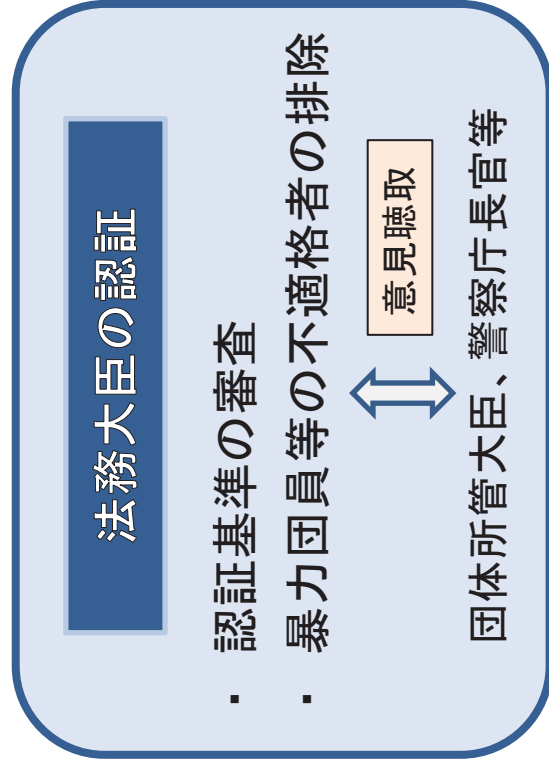 法務大臣の認証
・ 認証基準の審査
・ 暴力団員等の不適格者の排除
意見聴取
団体所管大臣、警察庁長官等